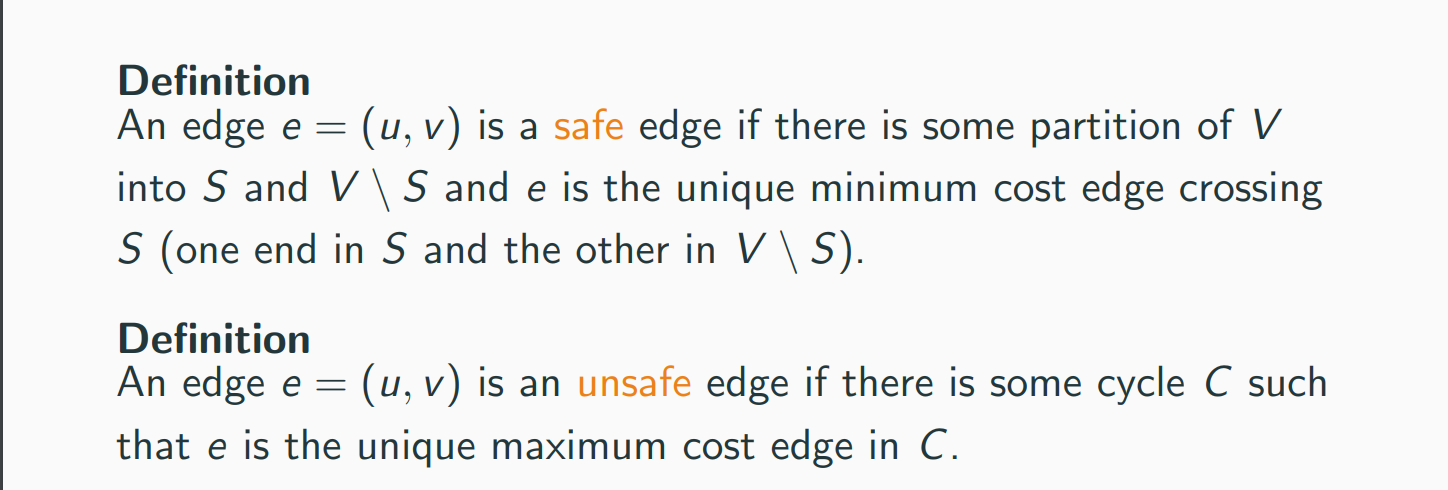 Definition
An edge e = (u, v) is a safe edge if there is some partition of V
into S and V \ S and e is the unique minimum cost edge crossing
S (one end in S and the other in V \ S).
Definition
An edge e = (u, v) is an unsafe edge if there is some cycle C such
that e is the unique maximum cost edge in C.